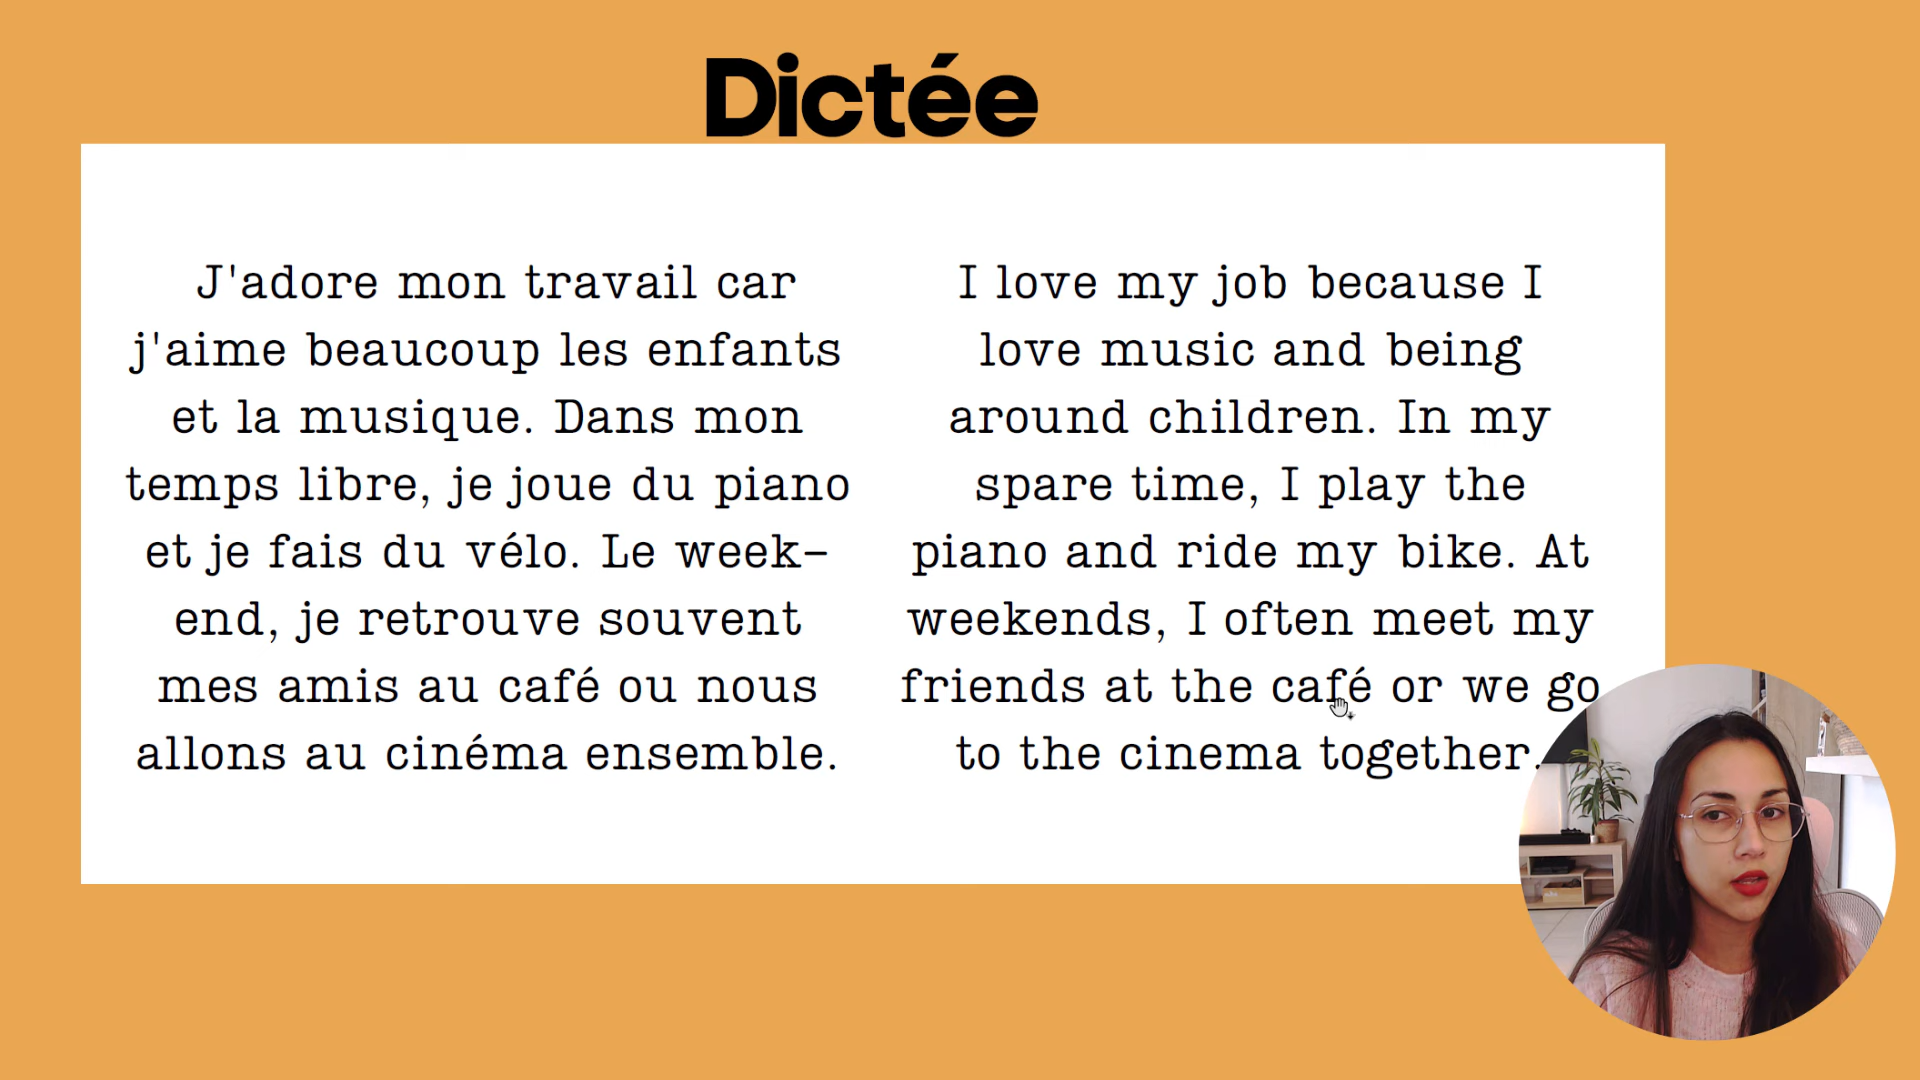 Dictée
J'adore mon travail car
j'aime beaucoup les enfants
et la musique. Dans mon
temps libre, je joue du piano
et je fais du vélo. Le week-
end, je retrouve souvent
mes amis au café ou nous
allons au cinéma ensemble.
I love my job because I
love music and being
around children. In my
spare time, I play the
piano and ride my bike. At
weekends, I often meet my
friends at the café or we go
to the cinema together.